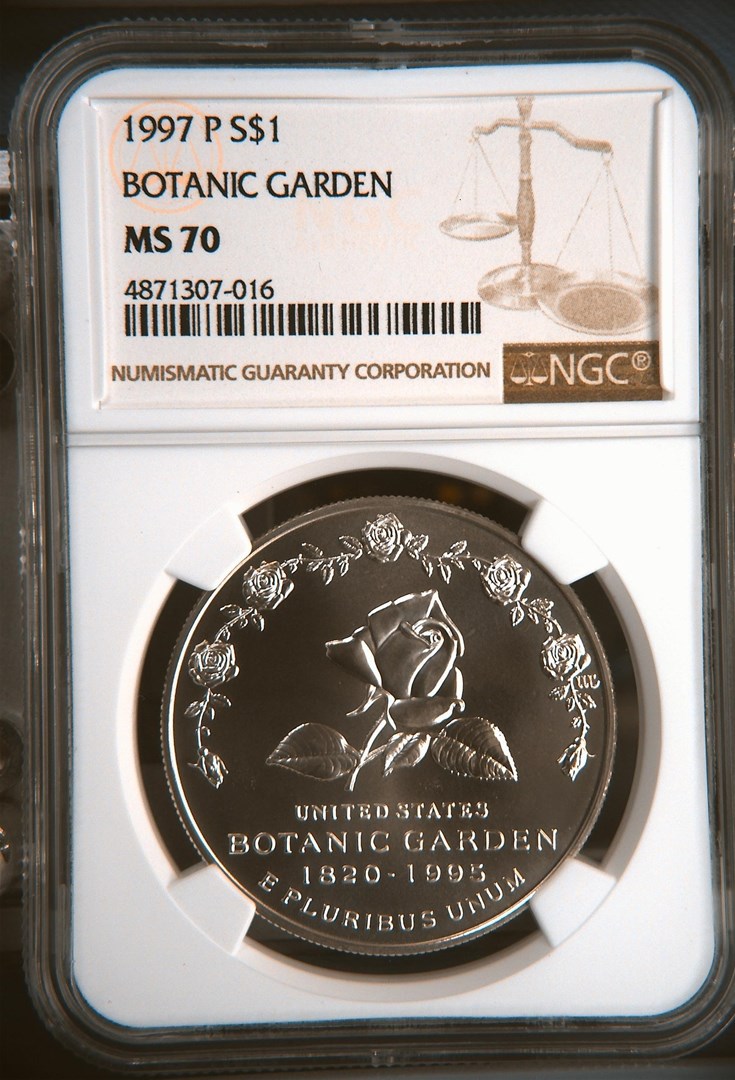 1997 P S$1
BOTANIC GARDEN
MS 70
4871307-016
NUMISMATIC GUARANTY CORPORATION
NGC®
UNITED STATES
BOTANIC GARDEN
1820-1995
E PLURIBUS UNUM